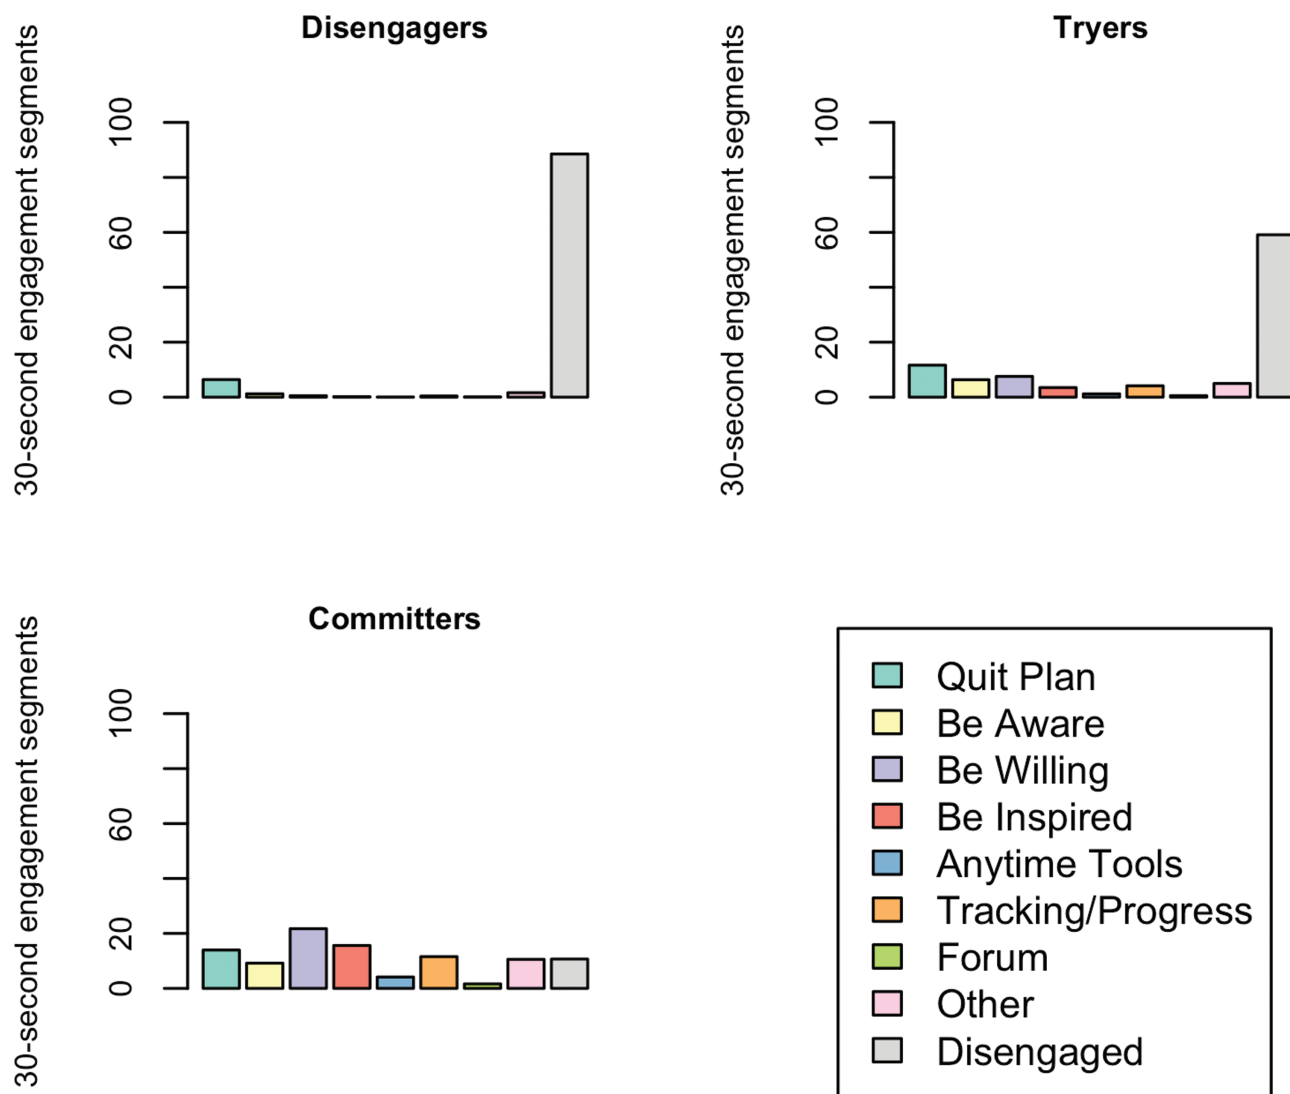 Disengagers
30-second engagement segments
100
60
20
0
Tryers
30-second engagement segments
100
60
20
0
Committers
30-second engagement segments
100
60
20
0
Quit Plan
Be Aware
Be Willing
Be Inspired
Anytime Tools
Tracking/Progress
Forum
Other
Disengaged